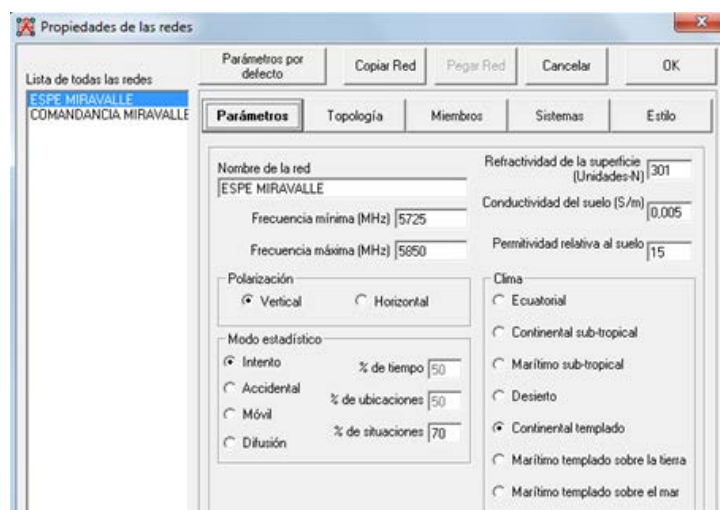 Propiedades de las redes
Parámetros por defecto
Copiar Red
Pegar Red
Cancelar
OK
Lista de todas las redes
ESPE MIRAVALLE
COMANDANCIA MIRAVALLE
Parámetros
Topología
Miembros
Sistemas
Estilo
Nombre de la red
ESPE MIRAVALLE
Frecuencia mínima (MHz) 5725
Frecuencia máxima (MHz) 5850
Refractividad de la superficie
(Unidades-N) 301
Conductividad del suelo (S/m) 0,005
Permitividad relativa al suelo 15
Polarización
Vertical
Horizontal
Modo estadístico
Intento
Accidental
Móvil
Difusión
% de tiempo 50
% de ubicaciones 50
% de situaciones 70
Clima
Ecuatorial
Continental sub-tropical
Marítimo sub-tropical
Desierto
Continental templado
Marítimo templado sobre la tierra
Marítimo templado sobre el mar